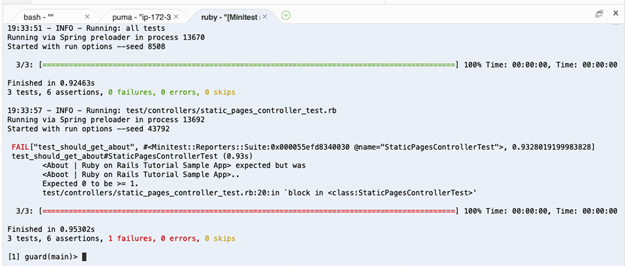 bash - "" × puma - "ip-172-3 × ruby - "[Minitest ×
19:33:51 - INFO - Running: all tests
Running via Spring preloader in process 13670
Started with run options --seed 8508
3/3: [==================================================================================] 100% Time: 00:00:00, Time: 00:00:00
Finished in 0.92463s
3 tests, 6 assertions, 0 failures, 0 errors, 0 skips
19:33:57 - INFO - Running: test/controllers/static_pages_controller_test.rb
Running via Spring preloader in process 13692
Started with run options --seed 43792
FAIL["test_should_get_about", #<Minitest::Reporters::Suite:0x000055efd8340030 @name="StaticPagesControllerTest">, 0.9328019199983828]
test_should_get_about#StaticPagesControllerTest (0.93s)
<About | Ruby on Rails Tutorial Sample App> expected but was
<About | Ruby on Rails Tutorial Sample App>..
Expected 0 to be >= 1.
test/controllers/static_pages_controller_test.rb:20:in `block in <class:StaticPagesControllerTest>'
3/3: [==================================================================================] 100% Time: 00:00:00, Time: 00:00:00
Finished in 0.95302s
3 tests, 6 assertions, 1 failures, 0 errors, 0 skips
[1] guard(main)>